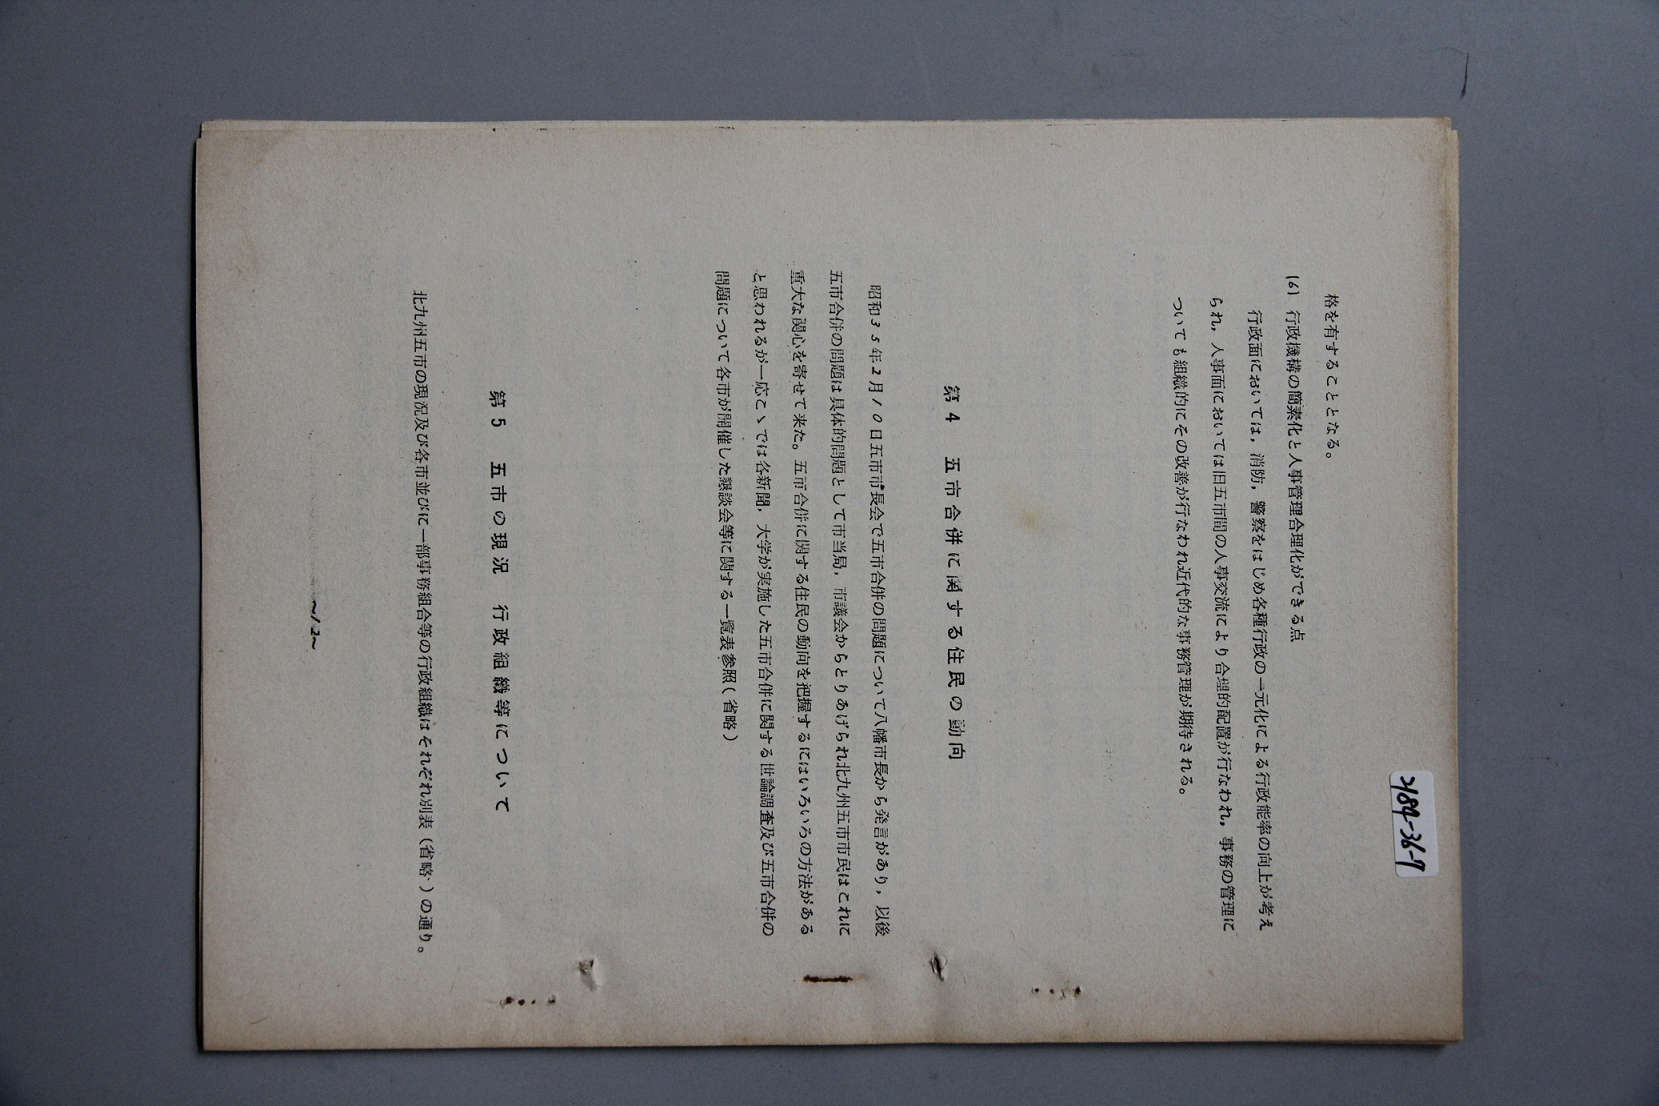 格を有することとなる。
(6) 行政機構の簡素化と人事管理合理化ができる点
行政面においては，消防，警察をはじめ各種行政の一元化による行政能率の向上が考え
られ，人事面においては旧五市間の人事交流により合理的配置が行なわれ，事務の管理に
ついても組織的にその改善が行なわれ近代的な事務管理が期待される。
第4 五市合併に関する住民の動向
昭和35年2月10日五市市長会で五市合併の問題について八幡市長から発言があり，以後
五市合併の問題は具体的問題として市当局，市議会からとりあげられ北九州五市市民はこれに
重大な関心を寄せて来た。五市合併に関する住民の動向を把握するにはいろいろの方法がある
と思われるが一応こゝでは各新聞，大学が実施した五市合併に関する世論調査及び五市合併の
問題について各市が開催した懇談会等に関する一覧表参照（省略）
第5 五市の現況 行政組織等について
北九州五市の現況及び各市並びに一部事務組合等の行政組織はそれぞれ別表（省略）の通り。
～12～
2184-36-7